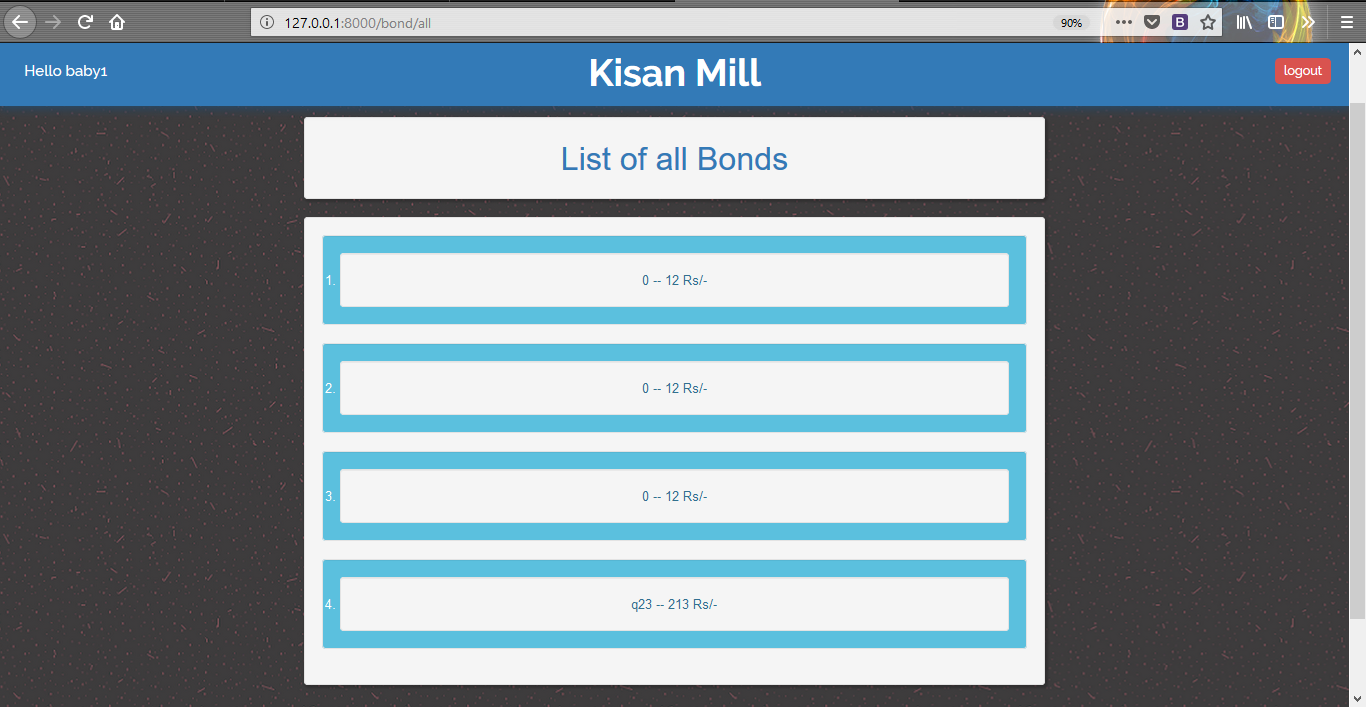 127.0.0.1:8000/bond/all
90%
B
Hello baby1
Kisan Mill
logout
List of all Bonds
1. 0 -- 12 Rs/-
2. 0 -- 12 Rs/-
3. 0 -- 12 Rs/-
4. q23 -- 213 Rs/-